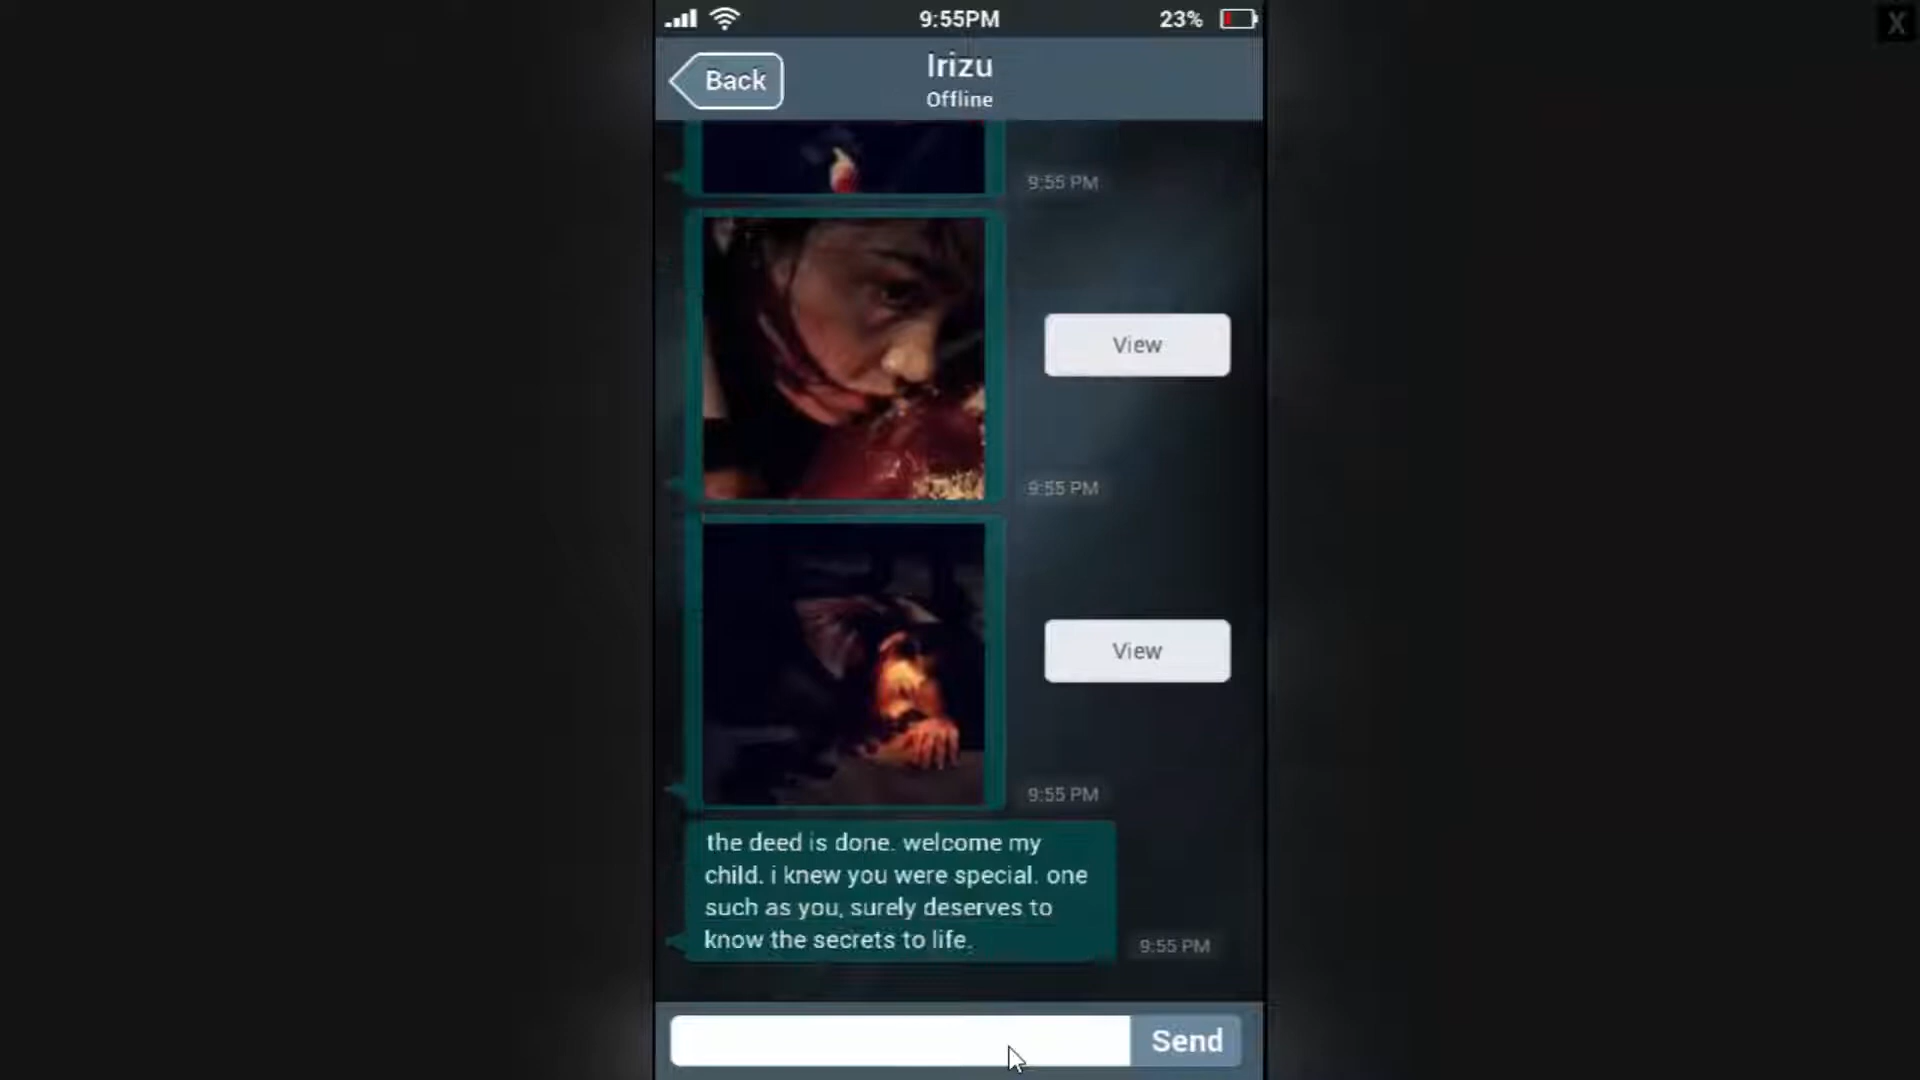 9:55PM
23%
X
Back
Irizu
Offline
9:55 PM
View
9:55 PM
View
9:55 PM
the deed is done. welcome my
child. i knew you were special. one
such as you, surely deserves to
know the secrets to life.
9:55 PM
Send